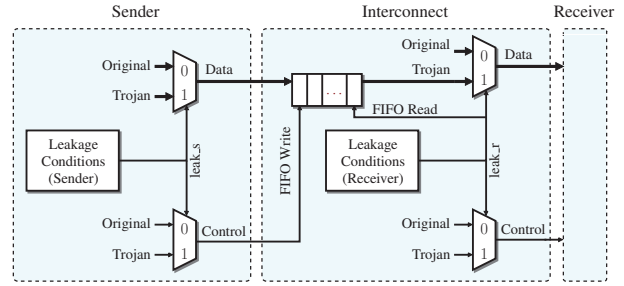 Sender
Interconnect
Receiver
Original
Trojan
0
1
Data
Leakage
Conditions
(Sender)
leak_s
Original
Trojan
0
1
Control
FIFO Write
...
Original
Trojan
0
1
Data
FIFO Read
Leakage
Conditions
(Receiver)
leak_r
Original
Trojan
0
1
Control